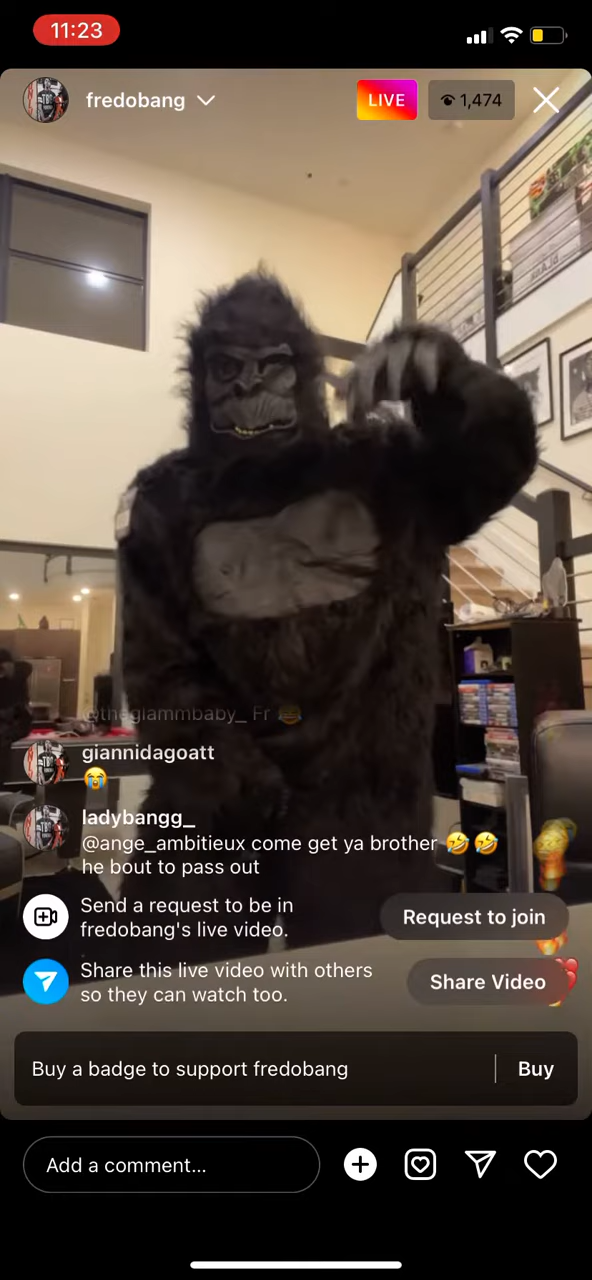 11:23
fredobang
LIVE
1,474
@theglammbaby_ Fr 😂
giannidagoatt
😭
ladybangg_
@ange_ambitieux come get ya brother 🤣🤣
he bout to pass out
Send a request to be in
fredobang's live video.
Request to join
Share this live video with others
so they can watch too.
Share Video
Buy a badge to support fredobang
Buy
Add a comment...